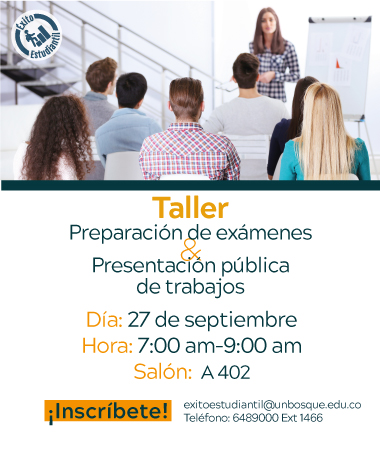 Éxito
Estudiantil
Taller
Preparación de exámenes
&
Presentación pública
de trabajos
Día: 27 de septiembre
Hora: 7:00 am-9:00 am
Salón: A 402
¡Inscríbete!
exitoestudiantil@unbosque.edu.co
Teléfono: 6489000 Ext 1466